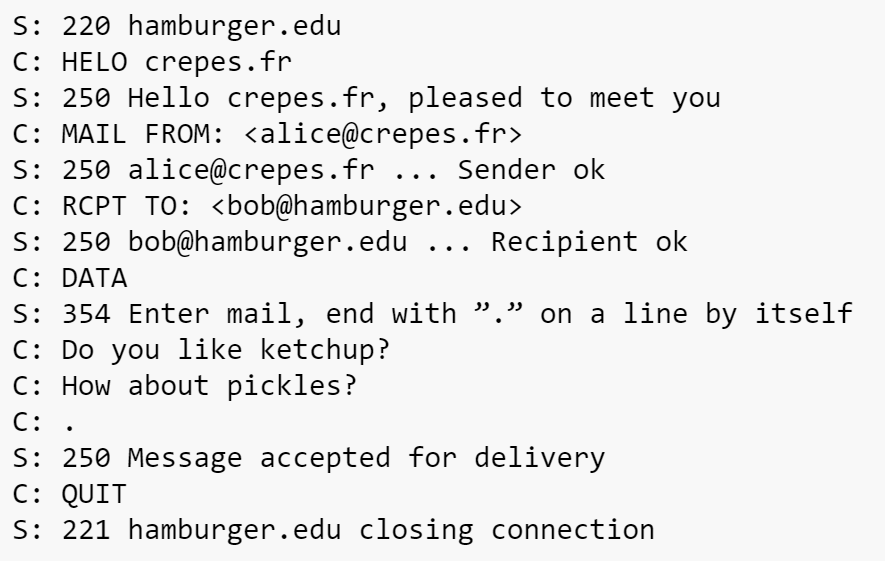 S: 220 hamburger.edu
C: HELO crepes.fr
S: 250 Hello crepes.fr, pleased to meet you
C: MAIL FROM: <alice@crepes.fr>
S: 250 alice@crepes.fr ... Sender ok
C: RCPT TO: <bob@hamburger.edu>
S: 250 bob@hamburger.edu ... Recipient ok
C: DATA
S: 354 Enter mail, end with ”.” on a line by itself
C: Do you like ketchup?
C: How about pickles?
C: .
S: 250 Message accepted for delivery
C: QUIT
S: 221 hamburger.edu closing connection